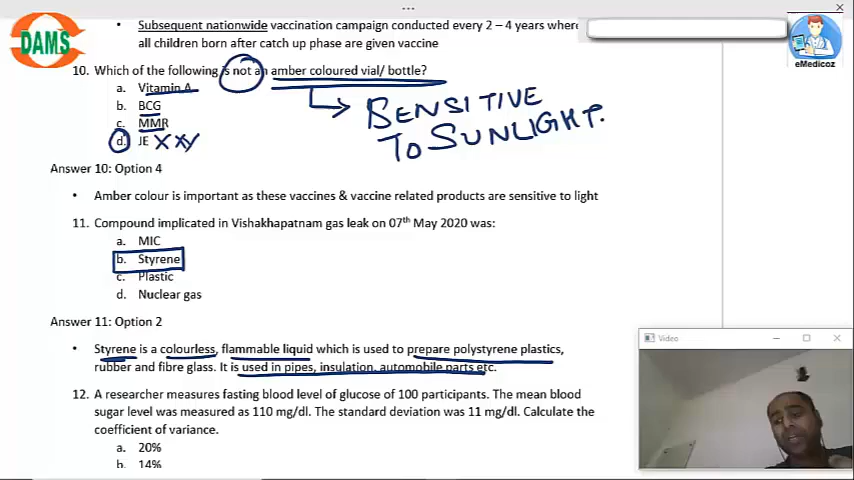 DAMS
Subsequent nationwide vaccination campaign conducted every 2 – 4 years where
all children born after catch up phase are given vaccine
eMedicoz
10. Which of the following is not an amber coloured vial/ bottle?
a. Vitamin A
b. BCG
c. MMR
d. JE
SENSITIVE
TO SUNLIGHT.
Answer 10: Option 4
• Amber colour is important as these vaccines & vaccine related products are sensitive to light
11. Compound implicated in Vishakhapatnam gas leak on 07th May 2020 was:
a. MIC
b. Styrene
c. Plastic
d. Nuclear gas
Answer 11: Option 2
• Styrene is a colourless, flammable liquid which is used to prepare polystyrene plastics,
rubber and fibre glass. It is used in pipes, insulation, automobile parts etc.
Video
12. A researcher measures fasting blood level of glucose of 100 participants. The mean blood
sugar level was measured as 110 mg/dl. The standard deviation was 11 mg/dl. Calculate the
coefficient of variance.
a. 20%
b. 14%